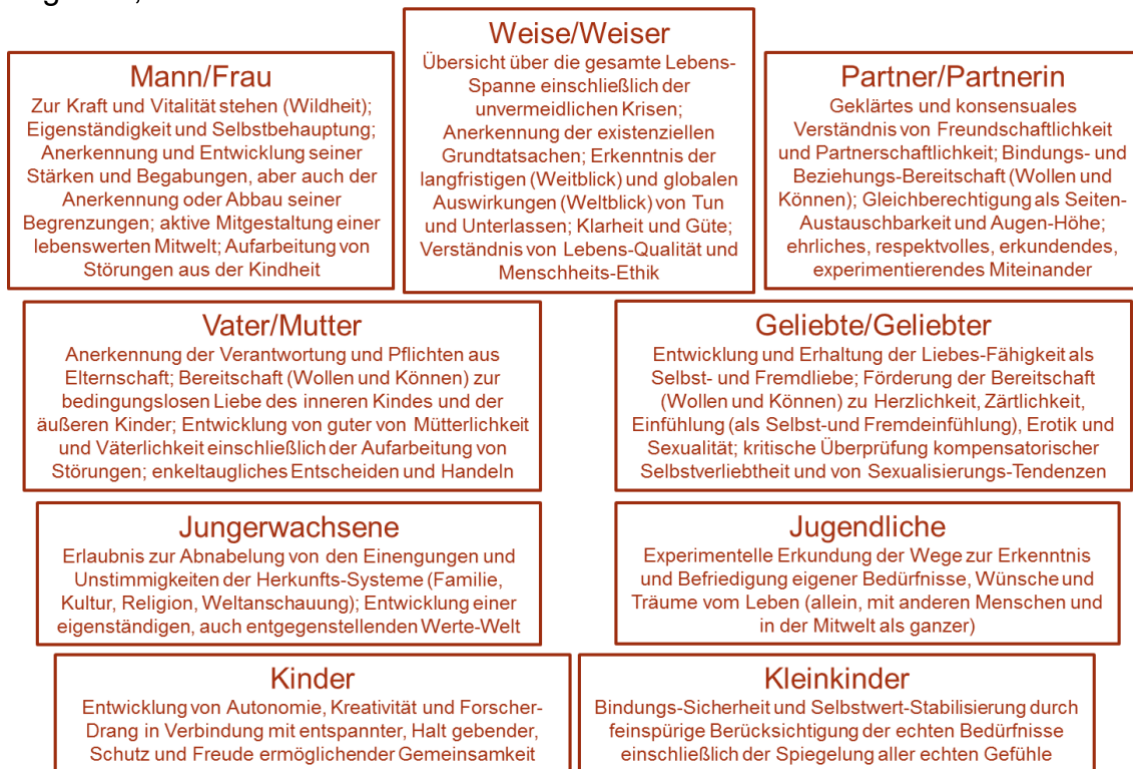 Weise/Weiser
Übersicht über die gesamte Lebens-
Spanne einschließlich der
unvermeidlichen Krisen;
Anerkennung der existenziellen
Grundtatsachen; Erkenntnis der
langfristigen (Weitblick) und globalen
Auswirkungen (Weltblick) von Tun
und Unterlassen; Klarheit und Güte;
Verständnis von Lebens-Qualität und
Menschheits-Ethik
Mann/Frau
Zur Kraft und Vitalität stehen (Wildheit);
Eigenständigkeit und Selbstbehauptung;
Anerkennung und Entwicklung seiner
Stärken und Begabungen, aber auch der
Anerkennung oder Abbau seiner
Begrenzungen; aktive Mitgestaltung einer
lebenswerten Mitwelt; Aufarbeitung von
Störungen aus der Kindheit
Partner/Partnerin
Geklärtes und konsensuales
Verständnis von Freundschaftlichkeit
und Partnerschaftlichkeit; Bindungs- und
Beziehungs-Bereitschaft (Wollen und
Können); Gleichberechtigung als Seiten-
Austauschbarkeit und Augen-Höhe;
ehrliches, respektvolles, erkundendes,
experimentierendes Miteinander
Vater/Mutter
Anerkennung der Verantwortung und Pflichten aus
Elternschaft; Bereitschaft (Wollen und Können) zur
bedingungslosen Liebe des inneren Kindes und der
äußeren Kinder; Entwicklung von guter von Mütterlichkeit
und Väterlichkeit einschließlich der Aufarbeitung von
Störungen; enkeltaugliches Entscheiden und Handeln
Geliebte/Geliebter
Entwicklung und Erhaltung der Liebes-Fähigkeit als
Selbst- und Fremdliebe; Förderung der Bereitschaft
(Wollen und Können) zu Herzlichkeit, Zärtlichkeit,
Einfühlung (als Selbst-und Fremdeinfühlung), Erotik und
Sexualität; kritische Überprüfung kompensatorischer
Selbstverliebtheit und von Sexualisierungs-Tendenzen
Jungerwachsene
Erlaubnis zur Abnabelung von den Einengungen und
Unstimmigkeiten der Herkunfts-Systeme (Familie,
Kultur, Religion, Weltanschauung); Entwicklung einer
eigenständigen, auch entgegenstellenden Werte-Welt
Jugendliche
Experimentelle Erkundung der Wege zur Erkenntnis
und Befriedigung eigener Bedürfnisse, Wünsche und
Träume vom Leben (allein, mit anderen Menschen und
in der Mitwelt als ganzer)
Kinder
Entwicklung von Autonomie, Kreativität und Forscher-
Drang in Verbindung mit entspannter, Halt gebender,
Schutz und Freude ermöglichender Gemeinsamkeit
Kleinkinder
Bindungs-Sicherheit und Selbstwert-Stabilisierung durch
feinspürige Berücksichtigung der echten Bedürfnisse
einschließlich der Spiegelung aller echten Gefühle